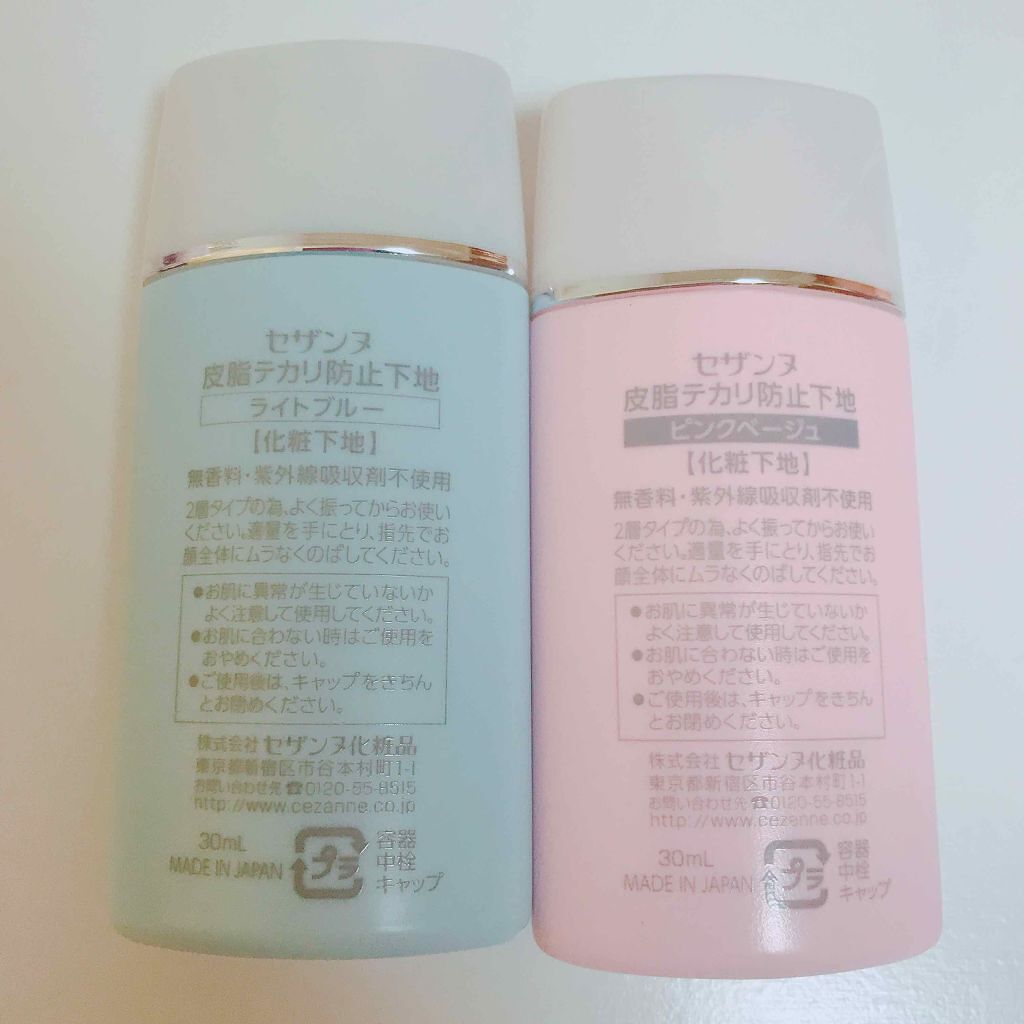 セザンヌ
皮脂テカリ防止下地
ライトブルー
【化粧下地】
無香料・紫外線吸収剤不使用
2層タイプの為、よく振ってからお使い
ください。適量を手にとり、指先でお
顔全体にムラなくのばしてください。
●お肌に異常が生じていないか
よく注意して使用してください。
●お肌に合わない時はご使用を
おやめください。
●ご使用後は、キャップをきちん
とお閉めください。
株式会社 セザンヌ化粧品
東京都新宿区市谷本村町1-1
お問い合わせ先☎0120-55-8515
http://www.cezanne.co.jp
30mL
MADE IN JAPAN
プラ
容器
中栓
キャップ
セザンヌ
皮脂テカリ防止下地
ピンクベージュ
【化粧下地】
無香料・紫外線吸収剤不使用
2層タイプの為、よく振ってからお使い
ください。適量を手にとり、指先でお
顔全体にムラなくのばしてください。
●お肌に異常が生じていないか
よく注意して使用してください。
●お肌に合わない時はご使用を
おやめください。
●ご使用後は、キャップをきちん
とお閉めください。
株式会社 セザンヌ化粧品
東京都新宿区市谷本村町1-1
お問い合わせ先☎0120-55-8515
http://www.cezanne.co.jp
30mL
MADE IN JAPAN
プラ
容器
中栓
キャップ